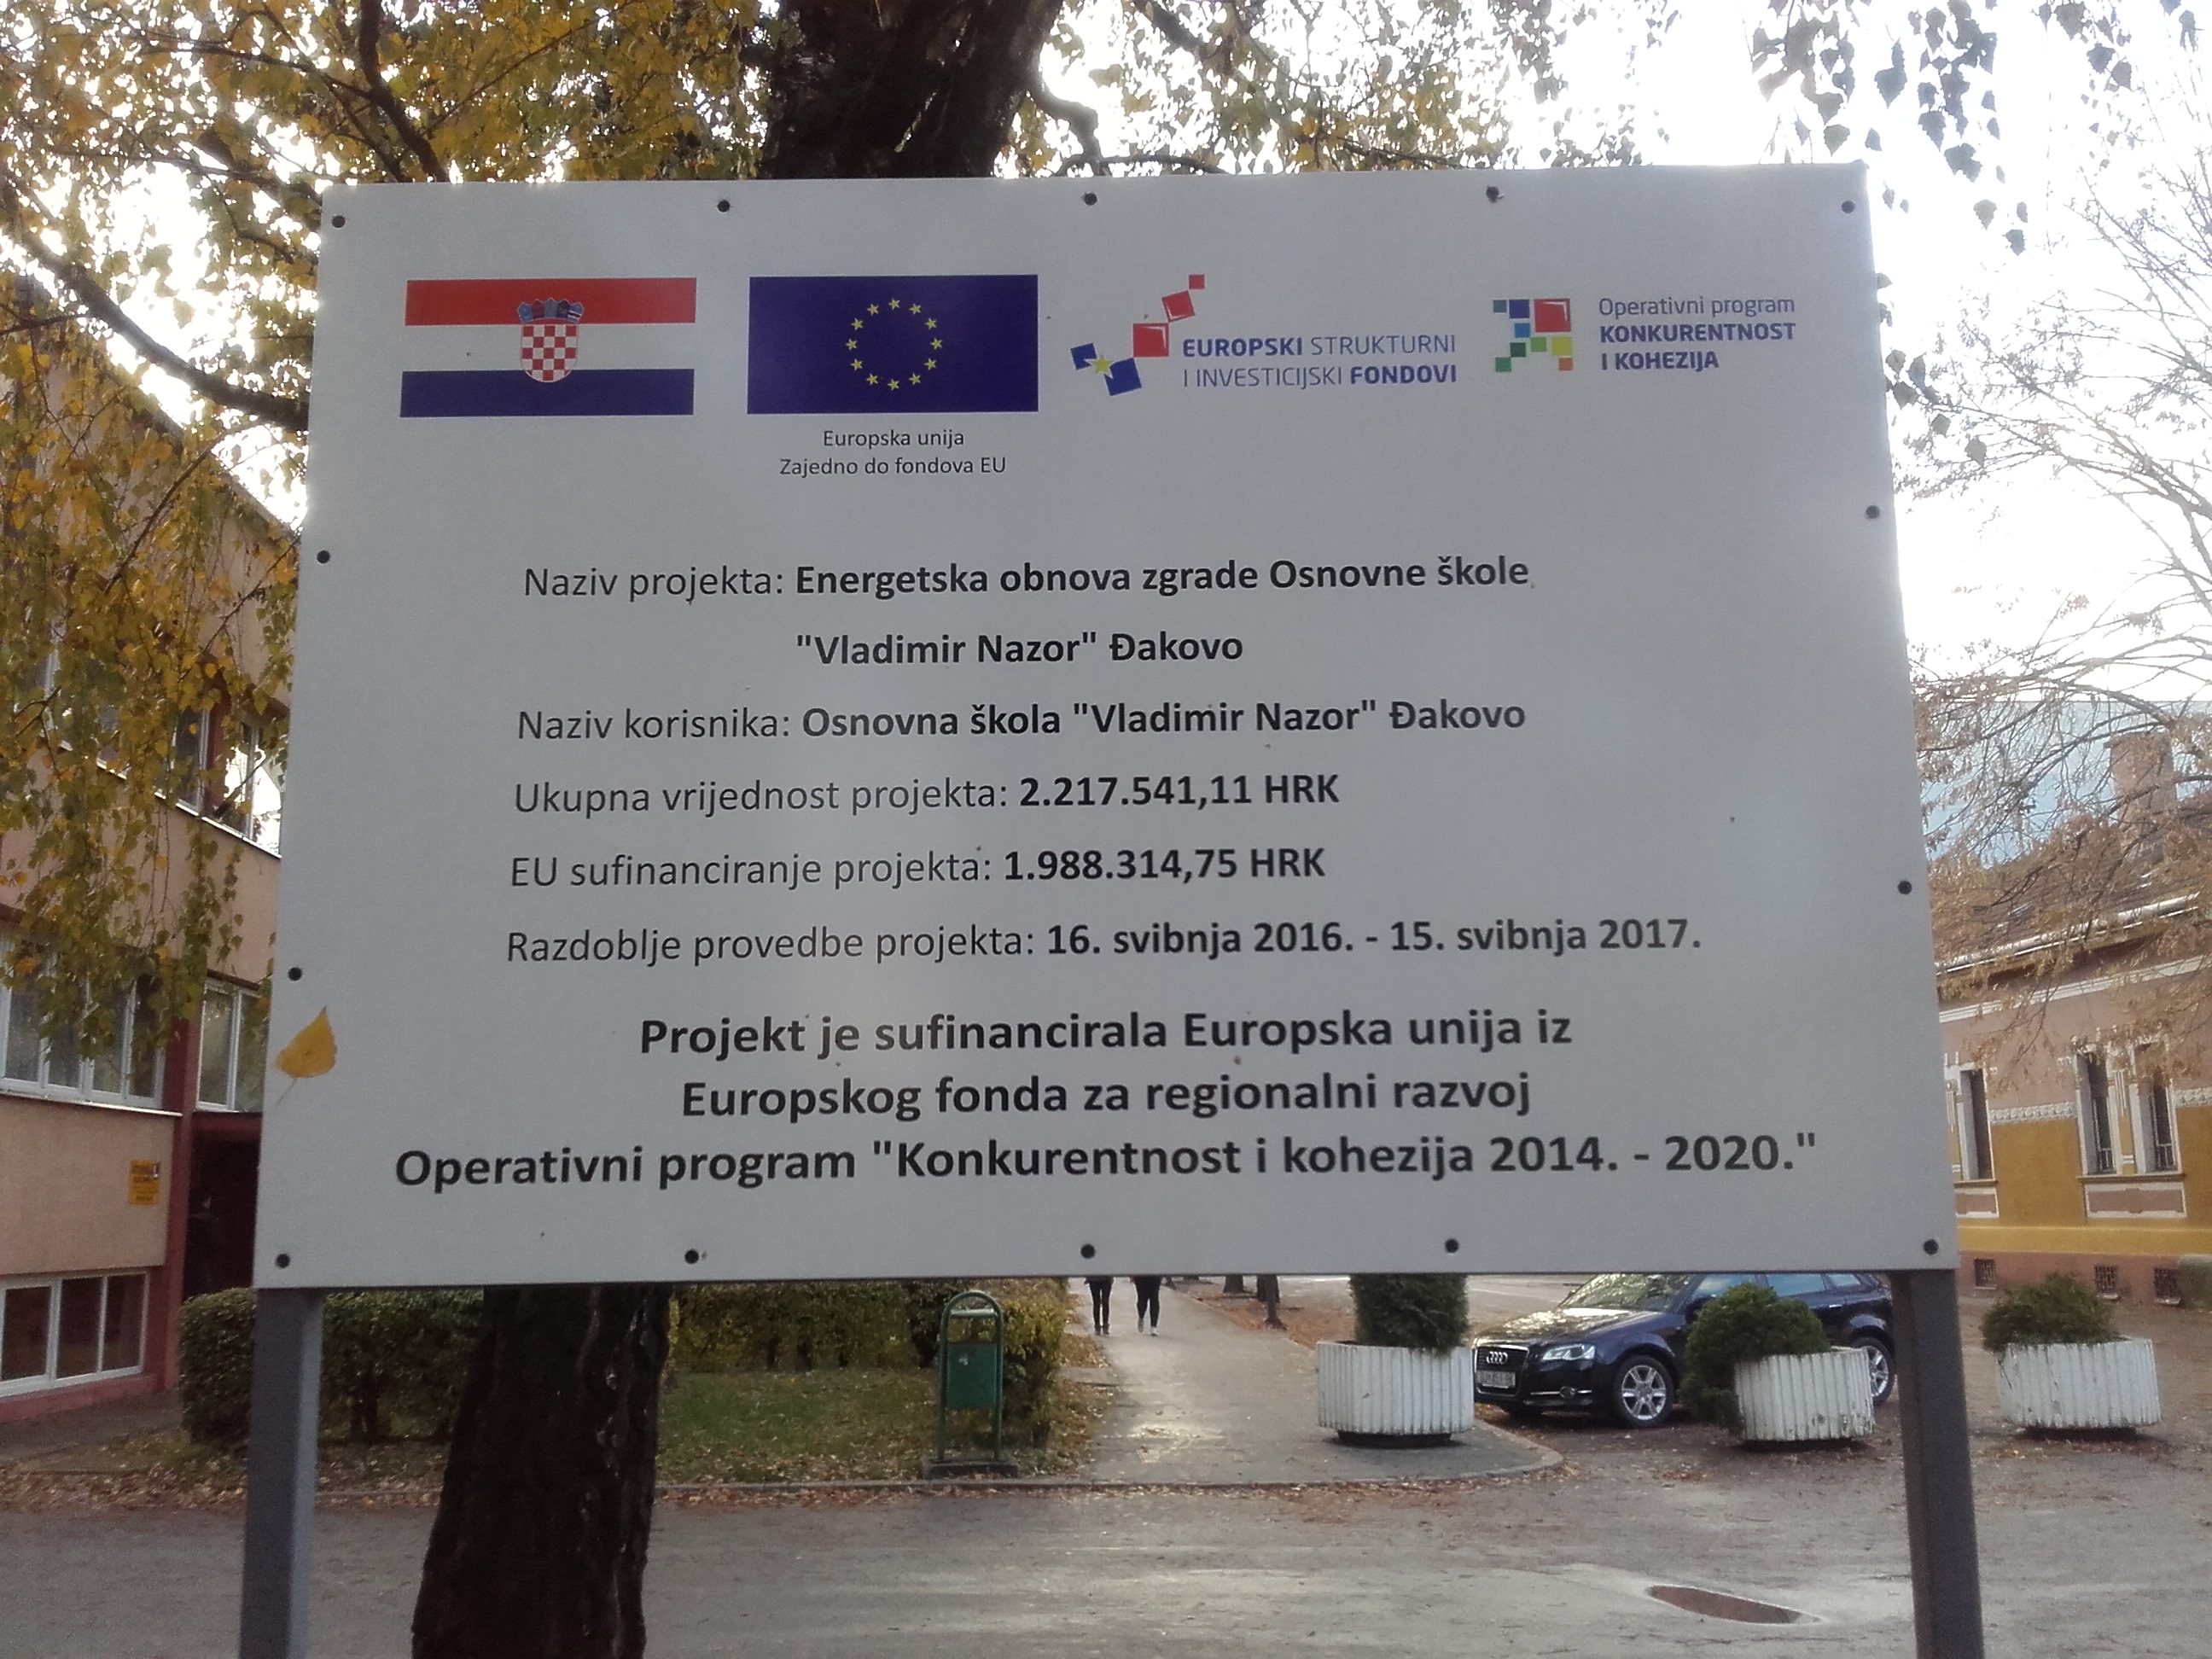 EUROPSKI STRUKTURNI
I INVESTICIJSKI FONDOVI
Operativni program
KONKURENTNOST
I KOHEZIJA
Europska unija
Zajedno do fondova EU
Naziv projekta: Energetska obnova zgrade Osnovne škole
"Vladimir Nazor" Đakovo
Naziv korisnika: Osnovna škola "Vladimir Nazor" Đakovo
Ukupna vrijednost projekta: 2.217.541,11 HRK
EU sufinanciranje projekta: 1.988.314,75 HRK
Razdoblje provedbe projekta: 16. svibnja 2016. - 15. svibnja 2017.
Projekt je sufinancirala Europska unija iz
Europskog fonda za regionalni razvoj
Operativni program "Konkurentnost i kohezija 2014. - 2020."